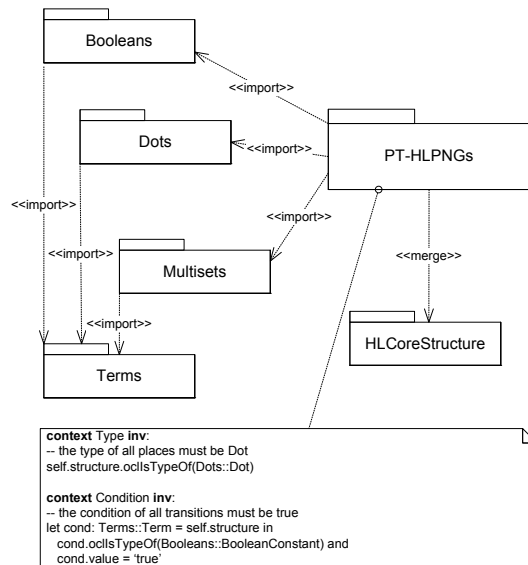 Booleans
<<import>>
Dots
<<import>>
PT-HLPNGs
<<import>>
<<import>>
<<import>>
Multisets
<<merge>>
<<import>>
HLCoreStructure
Terms
context Type inv:
-- the type of all places must be Dot
self.structure.oclIsTypeOf(Dots::Dot)
context Condition inv:
-- the condition of all transitions must be true
let cond: Terms::Term = self.structure in
cond.oclIsTypeOf(Booleans::BooleanConstant) and
cond.value = ‘true’